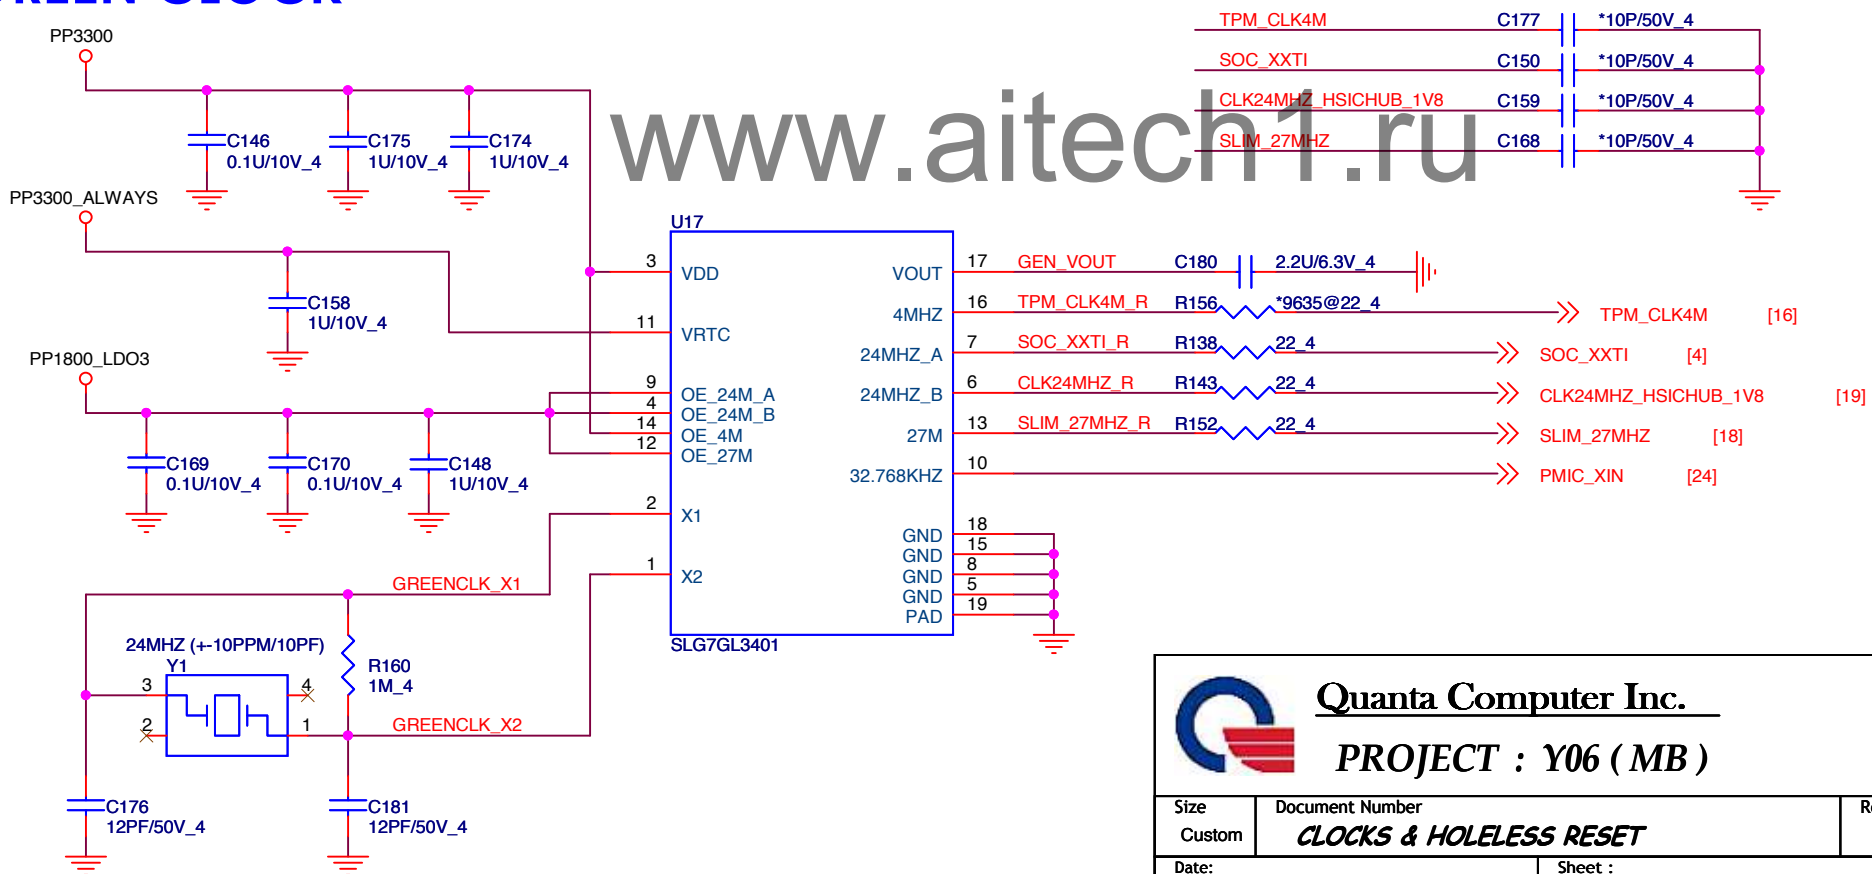 GREEN CLOCK
PP3300
C146
0.1U/10V_4
C175
1U/10V_4
C174
1U/10V_4
PP3300_ALWAYS
C158
1U/10V_4
PP1800_LDO3
C169
0.1U/10V_4
C170
0.1U/10V_4
C148
1U/10V_4
www.aitech1.ru
TPM_CLK4M C177 *10P/50V_4
SOC_XXTI C150 *10P/50V_4
CLK24MHZ_HSICHUB_1V8 C159 *10P/50V_4
SLIM_27MHZ C168 *10P/50V_4
U17
3 VDD
11 VRTC
9 OE_24M_A
4 OE_24M_B
14 OE_4M
12 OE_27M
2 X1
1 X2
VOUT 17 GEN_VOUT C180 2.2U/6.3V_4
4MHZ 16 TPM_CLK4M_R R156 *9635@22_4 TPM_CLK4M [16]
24MHZ_A 7 SOC_XXTI_R R138 22_4 SOC_XXTI [4]
24MHZ_B 6 CLK24MHZ_R R143 22_4 CLK24MHZ_HSICHUB_1V8 [19]
27M 13 SLIM_27MHZ_R R152 22_4 SLIM_27MHZ [18]
32.768KHZ 10 PMIC_XIN [24]
GND 18
GND 15
GND 8
GND 5
PAD 19
SLG7GL3401
GREENCLK_X1
24MHZ (+-10PPM/10PF)
Y1
3
4
2
1
R160
1M_4
GREENCLK_X2
C176
12PF/50V_4
C181
12PF/50V_4
Quanta Computer Inc.
PROJECT : Y06 ( MB )
Size
Custom
Document Number
CLOCKS & HOLELESS RESET
Date:
Sheet :